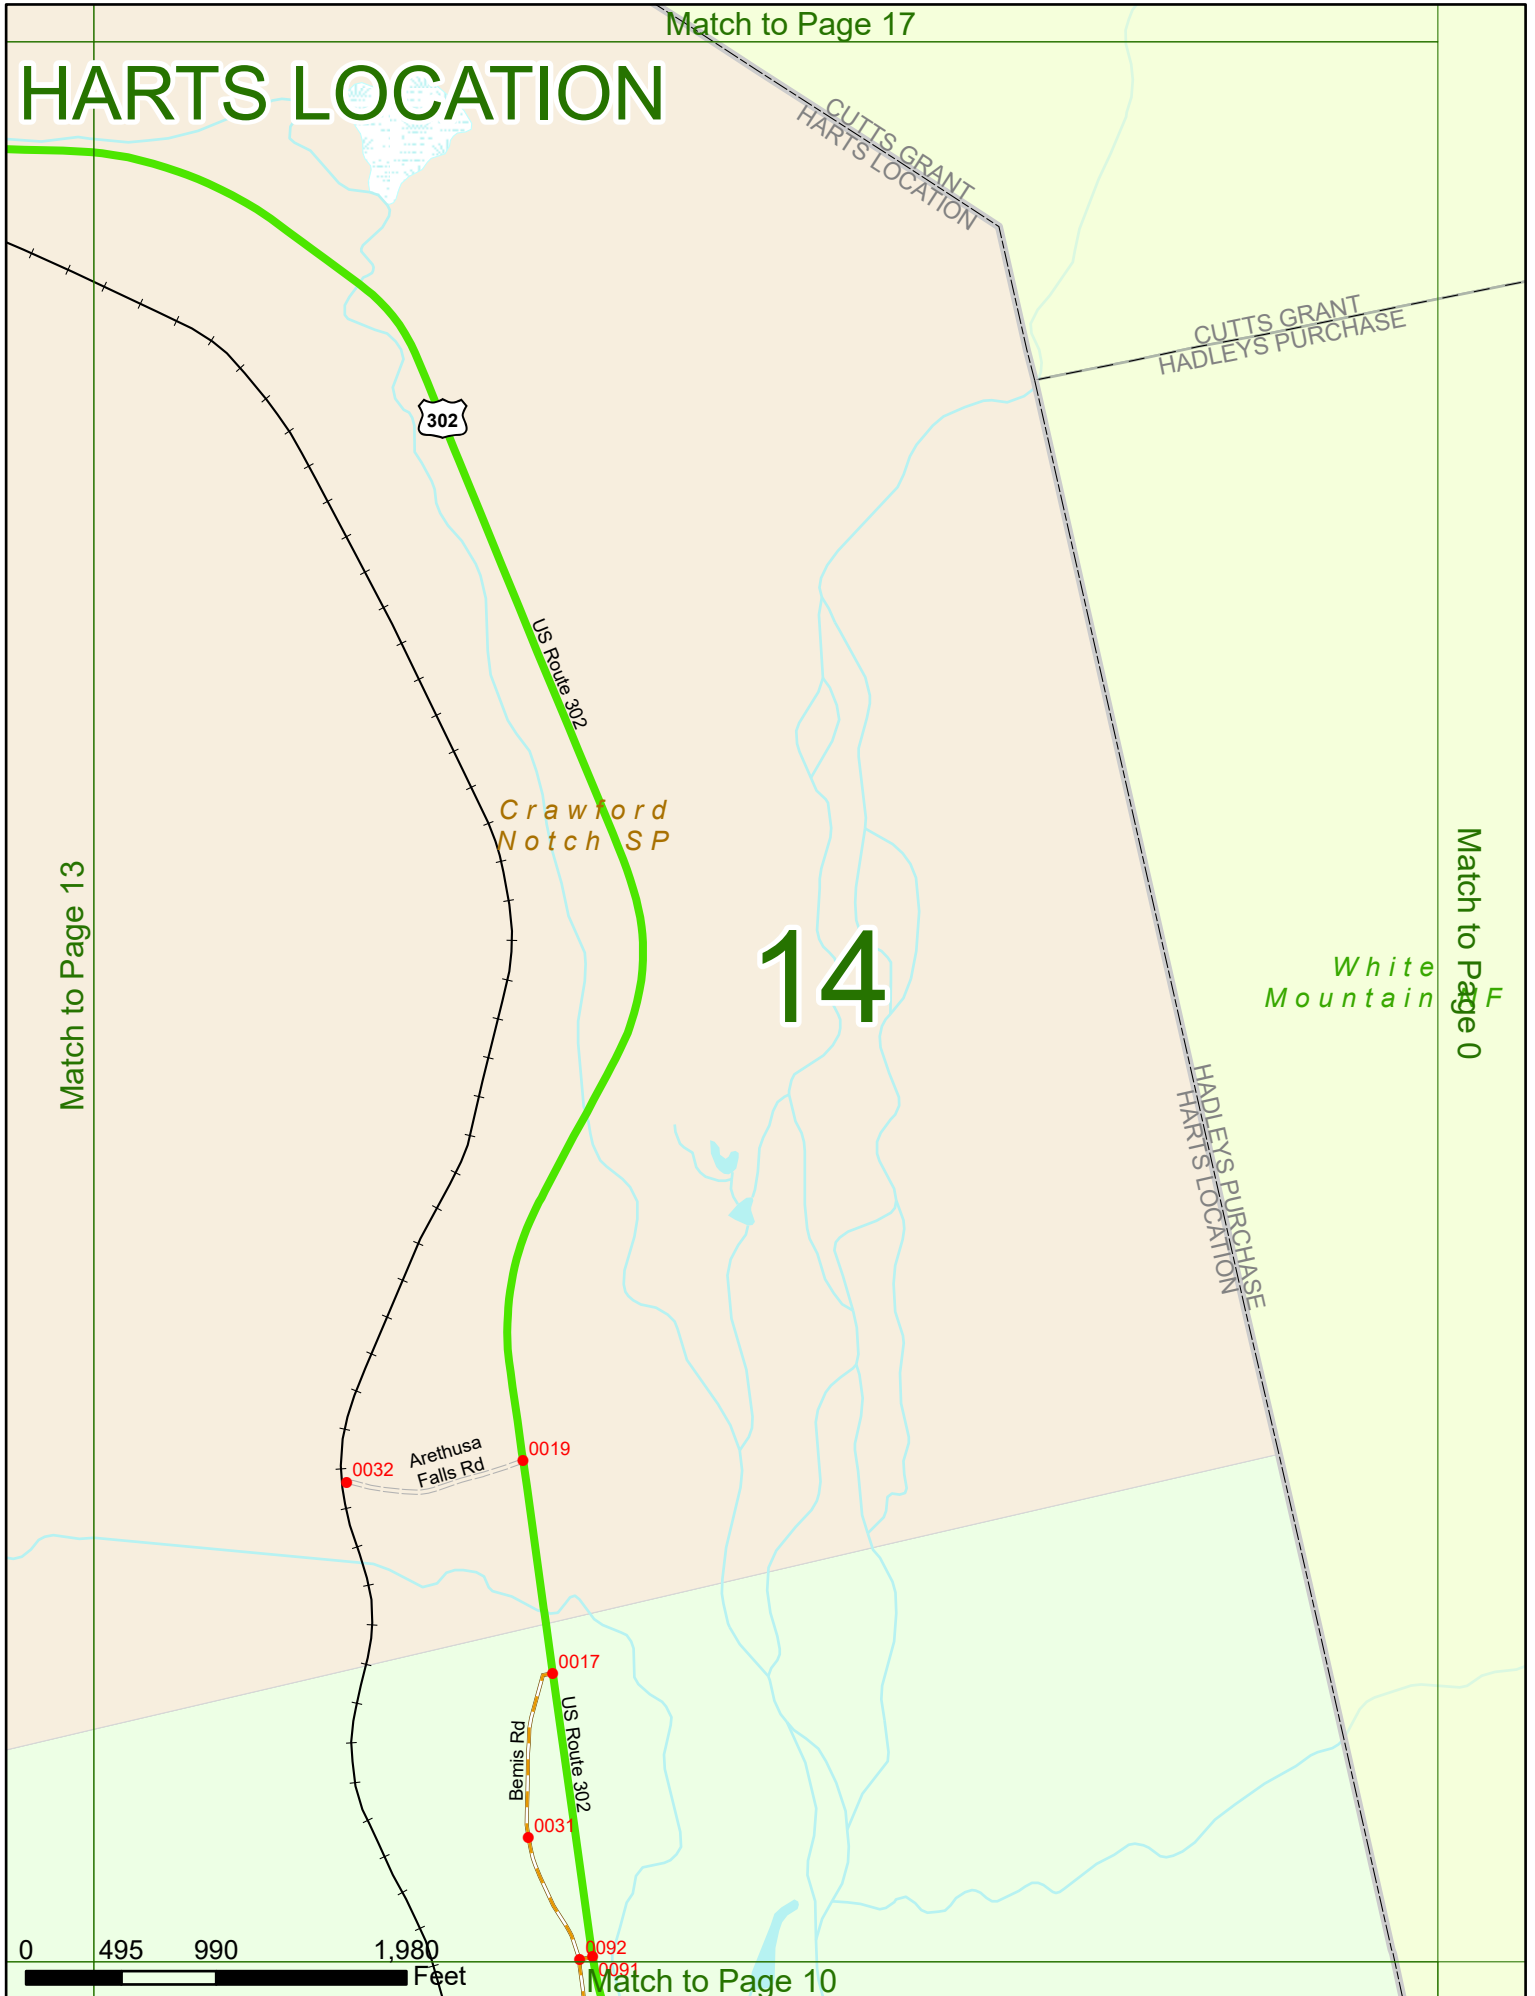 Match to Page 17
HARTS LOCATION
CUTTS GRANT
HARTS LOCATION
CUTTS GRANT
HADLEYS PURCHASE
302
US Route 302
Crawford
Notch SP
Match to Page 13
14
White
Mountain NF
Match to Page 0
HADLEYS PURCHASE
HARTS LOCATION
Arethusa
Falls Rd
0019
0032
0017
Bemis Rd
US Route 302
0031
0092
0091
0 495 990 1,980
Feet
Match to Page 10